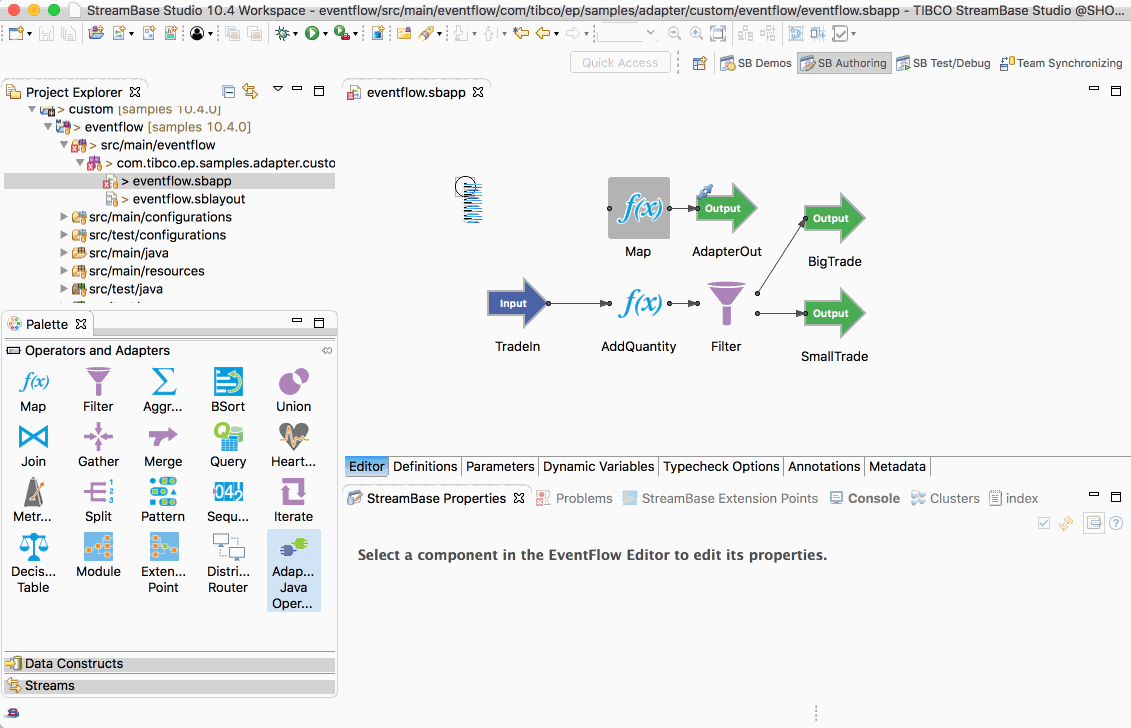 StreamBase Studio 10.4 Workspace - eventflow/src/main/eventflow/com/tibco/ep/samples/adapter/custom/eventflow/eventflow.sbapp - TIBCO StreamBase Studio @SHO...
Quick Access
SB Demos
SB Authoring
SB Test/Debug
Team Synchronizing
Project Explorer
> custom [samples 10.4.0]
> eventflow [samples 10.4.0]
> src/main/eventflow
> com.tibco.ep.samples.adapter.custo
> eventflow.sbapp
> eventflow.sblayout
src/main/configurations
src/test/configurations
src/main/java
src/main/resources
src/test/java
eventflow.sbapp
f(x)
Output
Output
Map
AdapterOut
BigTrade
Input
f(x)
Output
TradeIn
AddQuantity
Filter
SmallTrade
Palette
Operators and Adapters
f(x)
Map
Filter
Aggr...
BSort
Union
Join
Gather
Merge
Query
Heart...
Metr...
Split
Pattern
Sequ...
Iterate
Decis...
Table
Module
Exten...
Point
Distri...
Router
Adap...
Java
Oper...
Data Constructs
Streams
Editor
Definitions
Parameters
Dynamic Variables
Typecheck Options
Annotations
Metadata
StreamBase Properties
Problems
StreamBase Extension Points
Console
Clusters
index
Select a component in the EventFlow Editor to edit its properties.